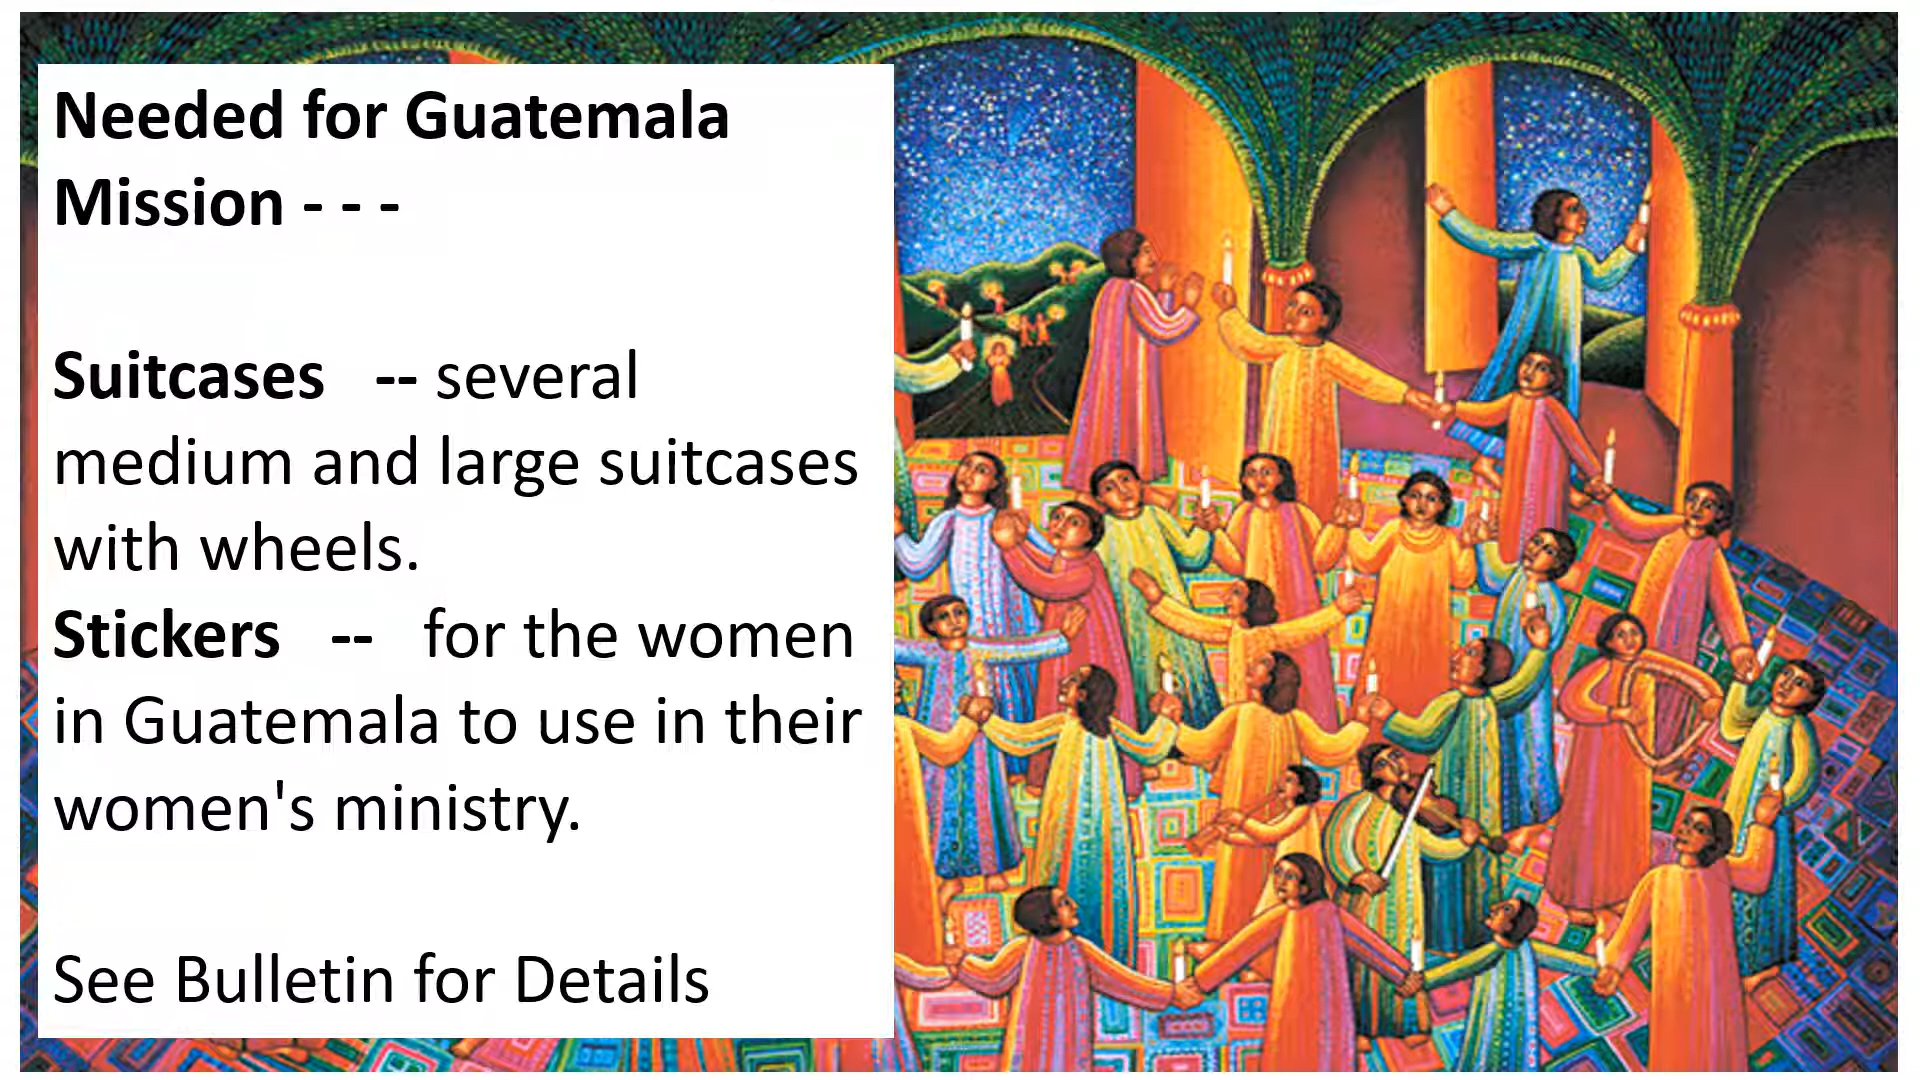 Needed for Guatemala
Mission - - -
Suitcases -- several
medium and large suitcases
with wheels.
Stickers -- for the women
in Guatemala to use in their
women's ministry.
See Bulletin for Details